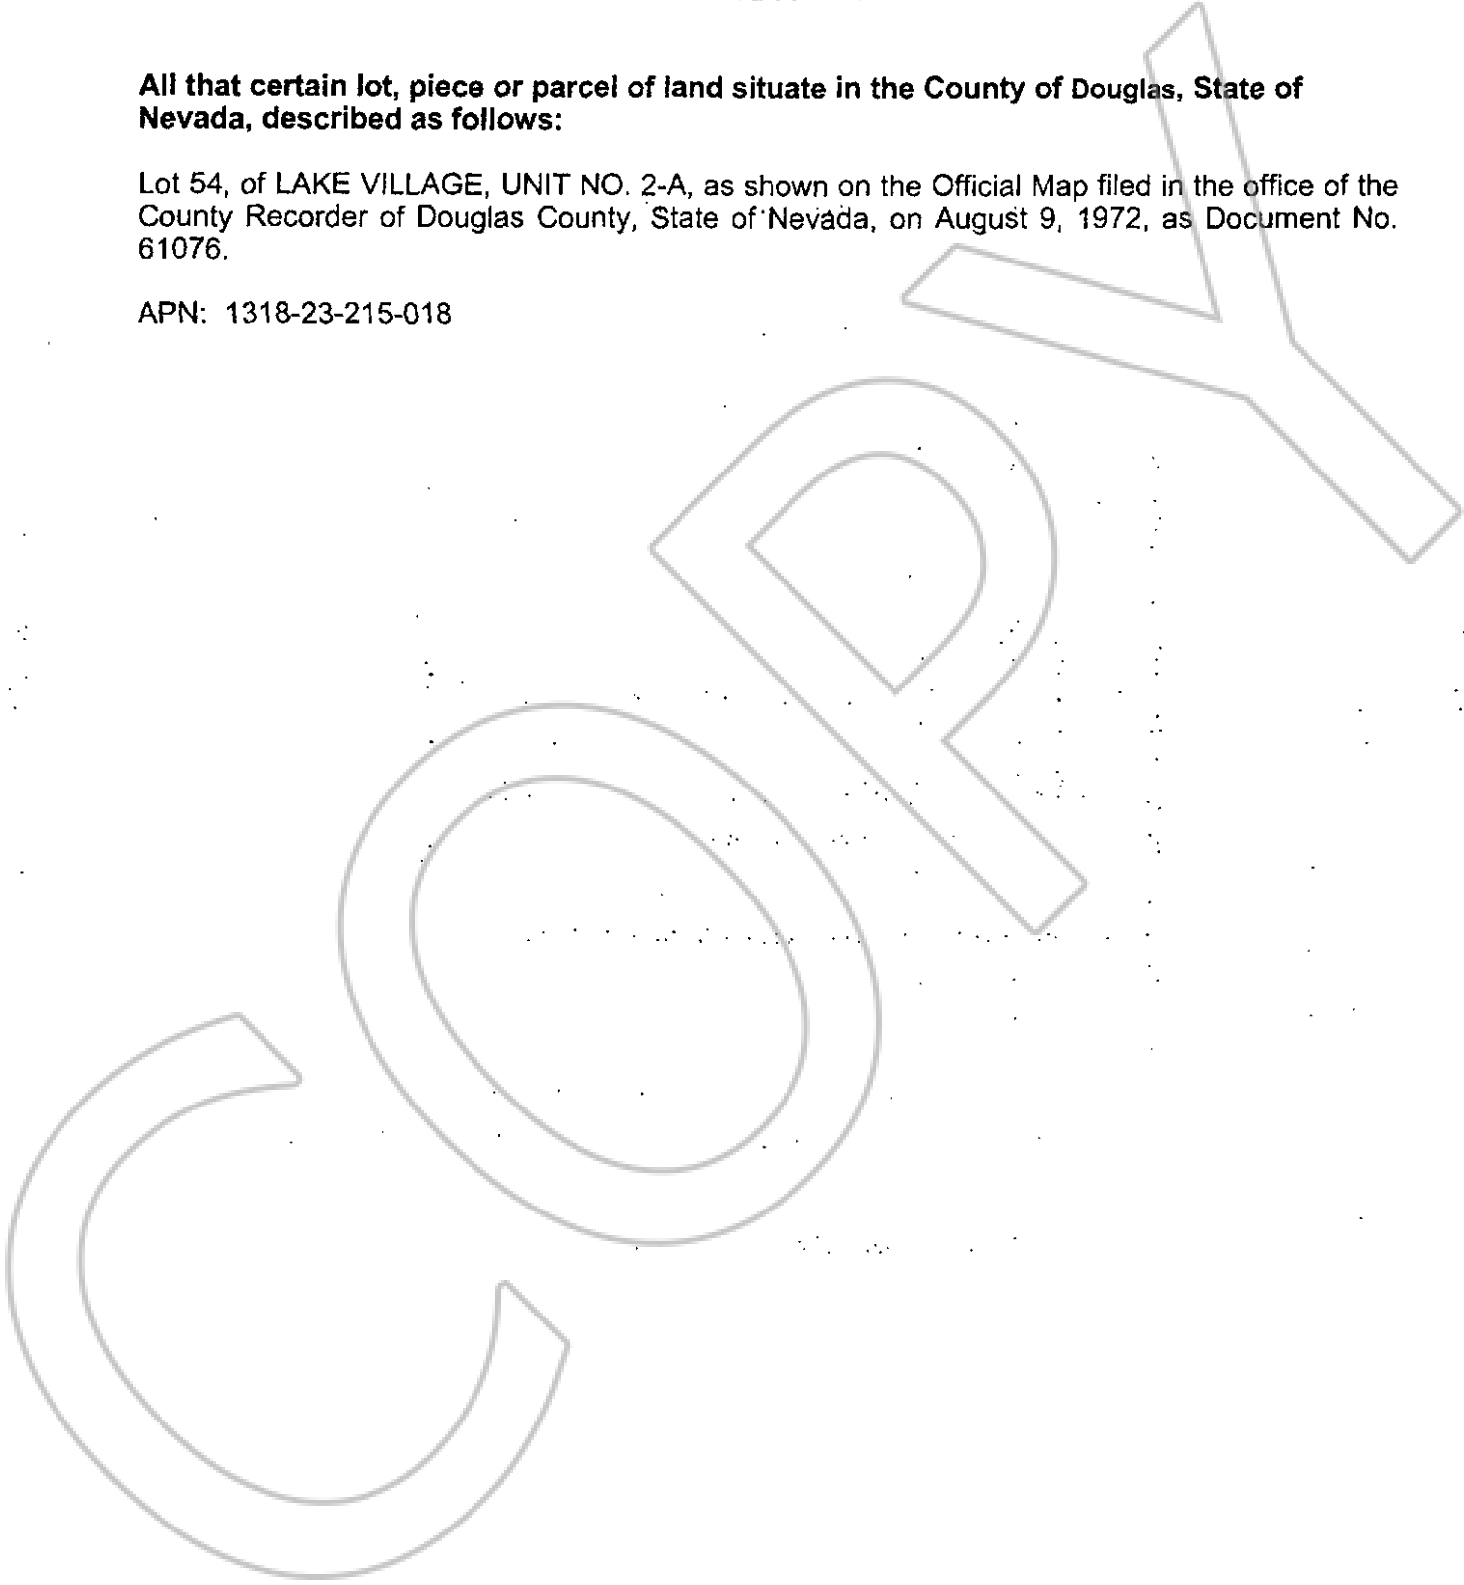 All that certain lot, piece or parcel of land situate in the County of Douglas, State of
Nevada, described as follows:
Lot 54, of LAKE VILLAGE, UNIT NO. 2-A, as shown on the Official Map filed in the office of the
County Recorder of Douglas County, State of Nevada, on August 9, 1972, as Document No.
61076.
APN: 1318-23-215-018
COPY